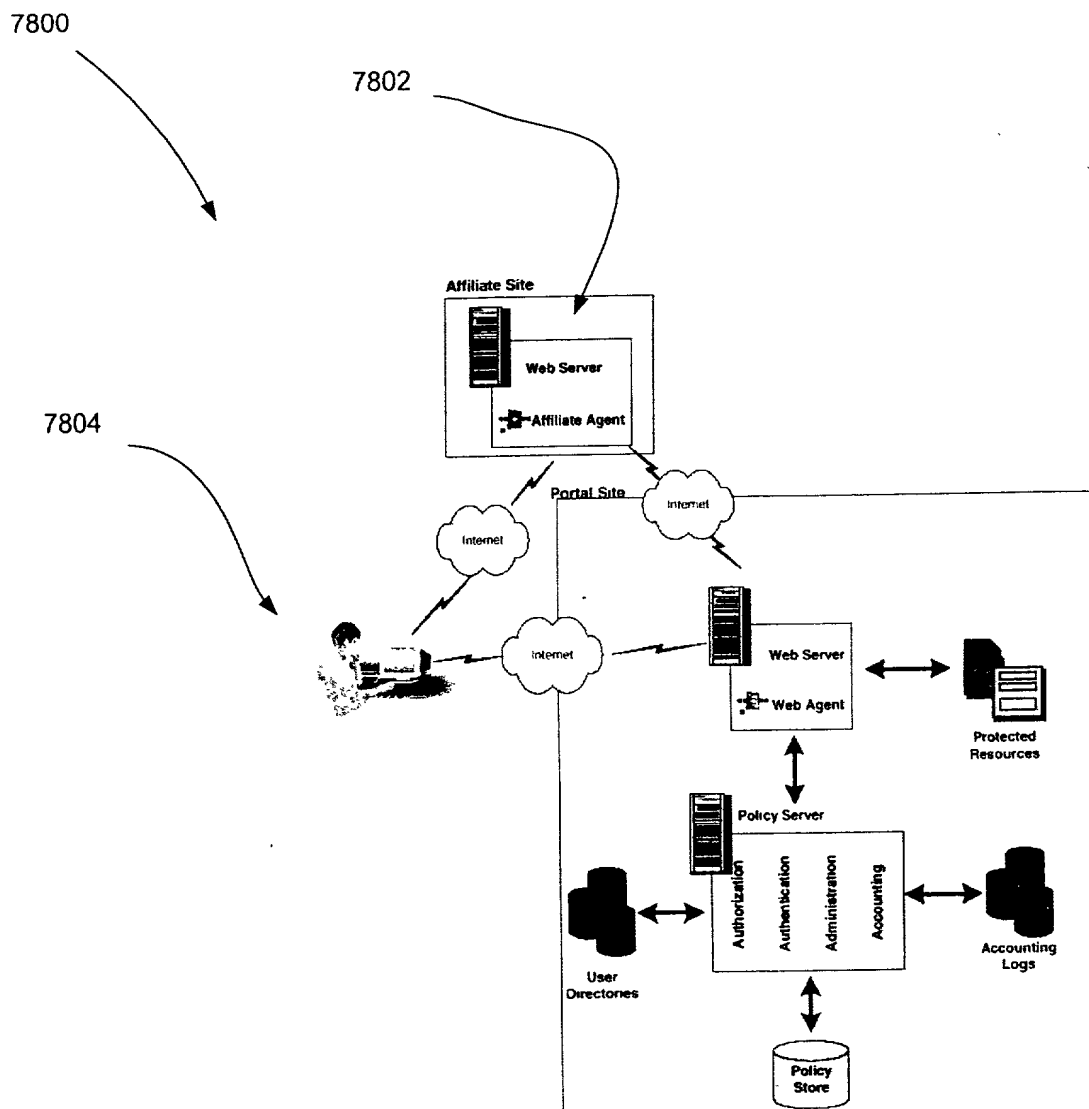 7800
7802
Affiliate Site
Web Server
Affiliate Agent
7804
Portal Site
Internet
Internet
Internet
Web Server
Web Agent
Protected
Resources
Policy Server
Authorization
Authentication
Administration
Accounting
User
Directories
Accounting
Logs
Policy
Store